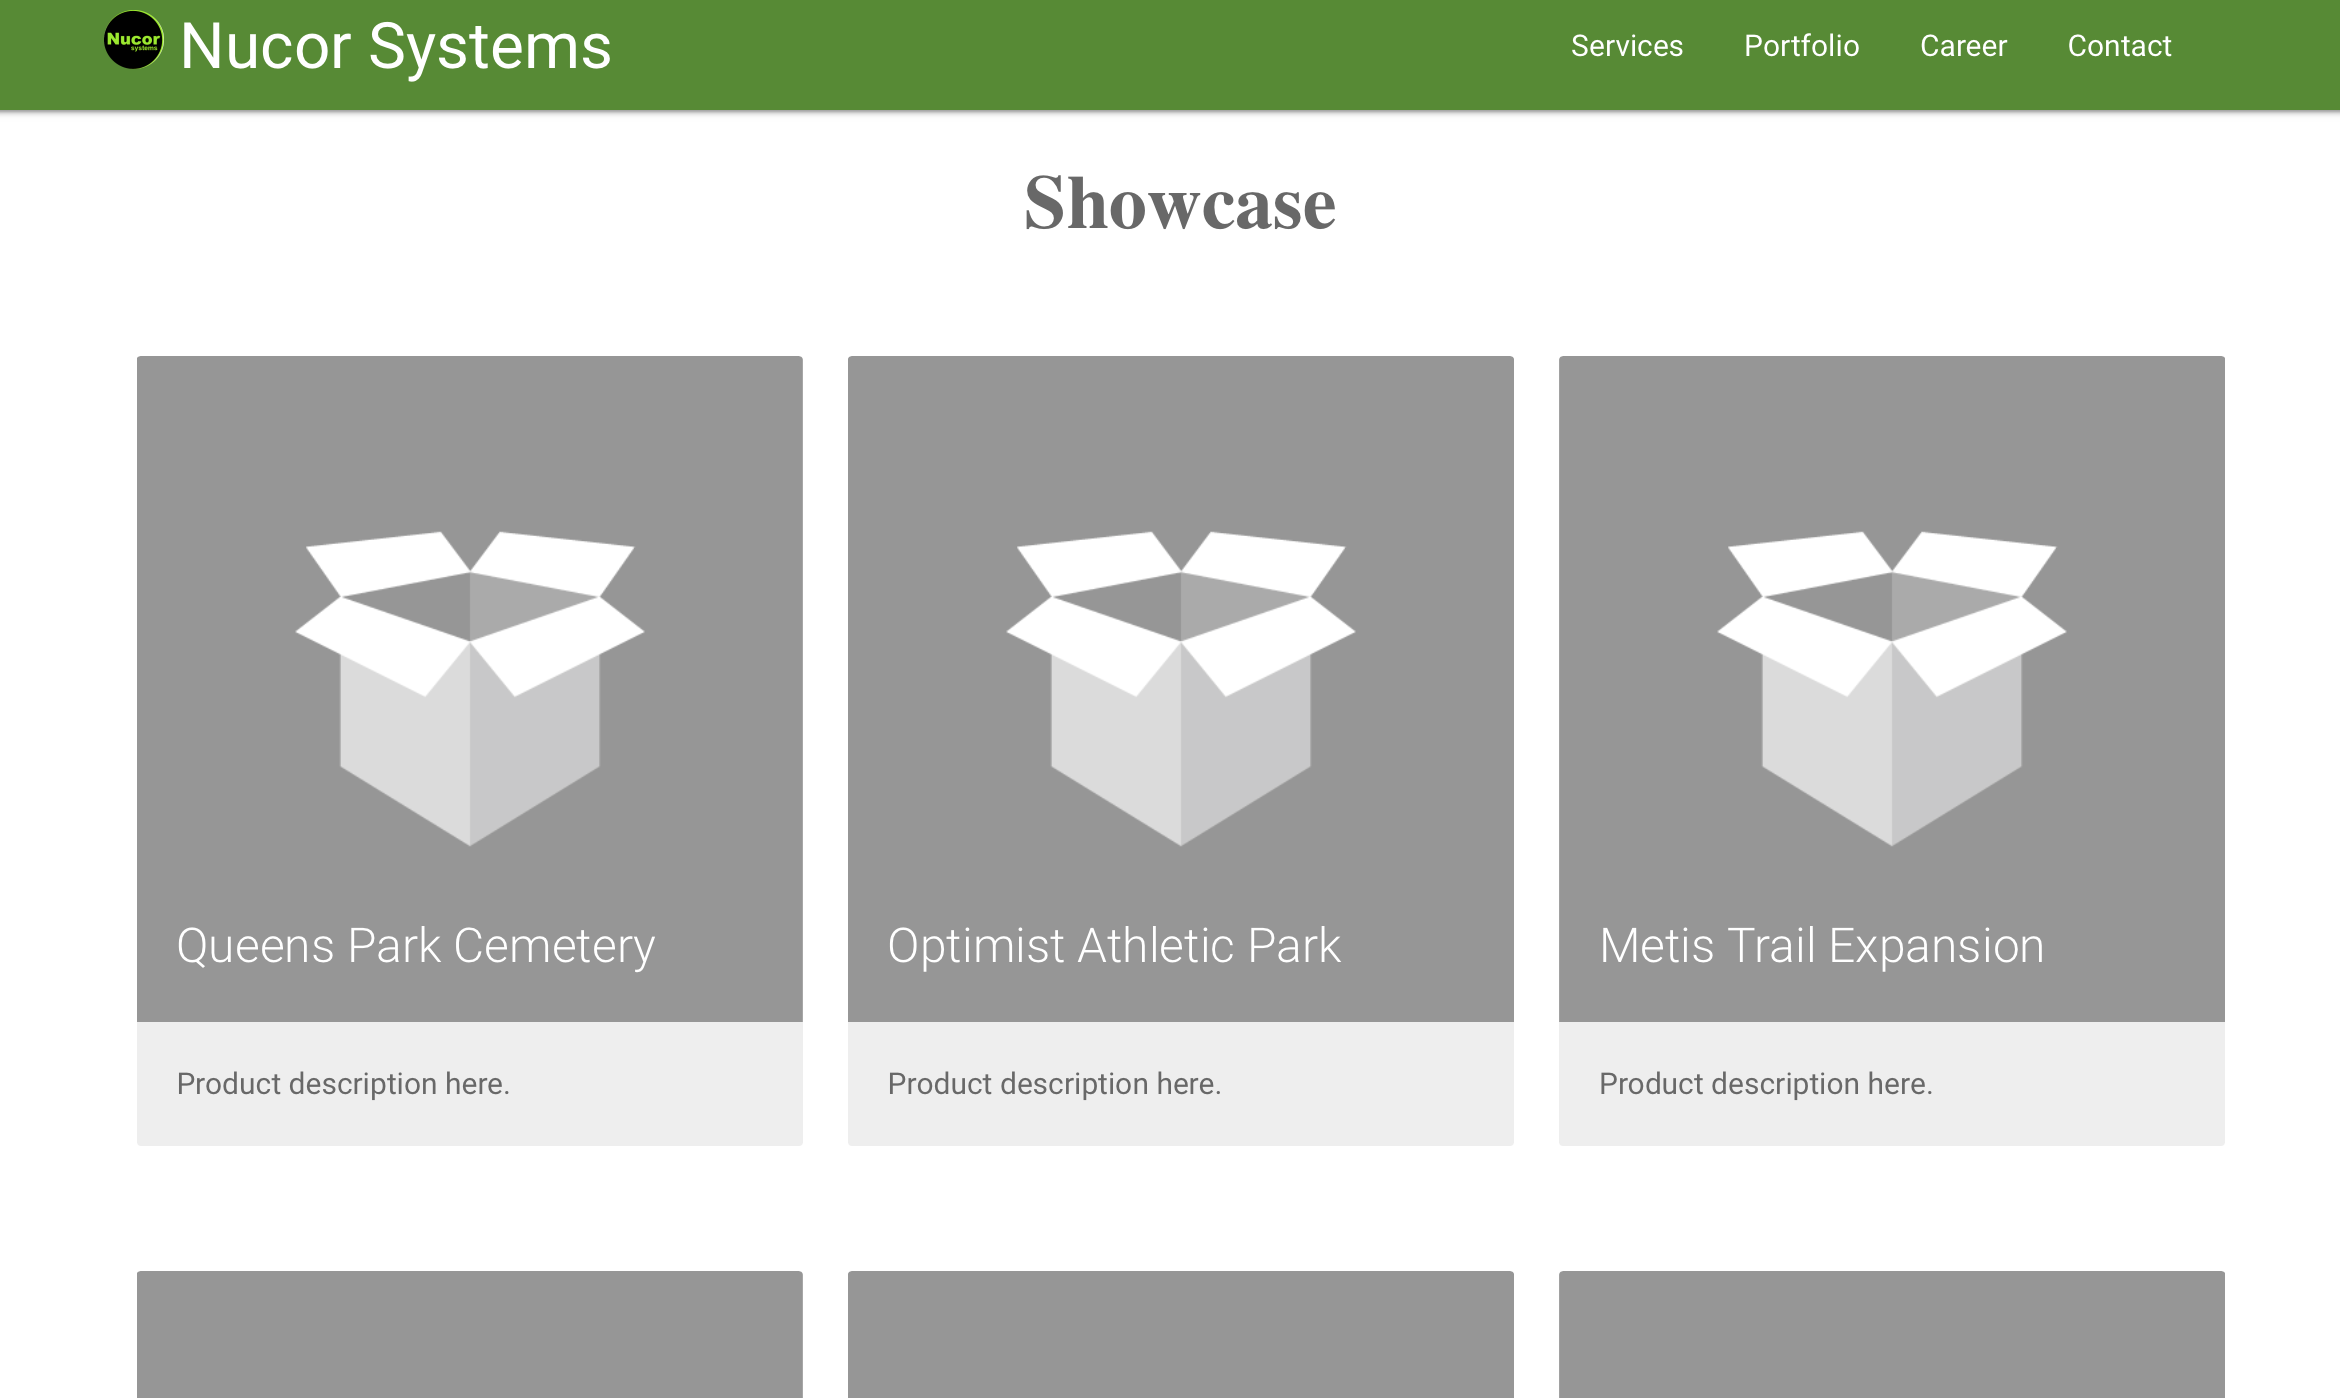 Nucor
systems
Nucor Systems
Services
Portfolio
Career
Contact
Showcase
Queens Park Cemetery
Product description here.
Optimist Athletic Park
Product description here.
Metis Trail Expansion
Product description here.